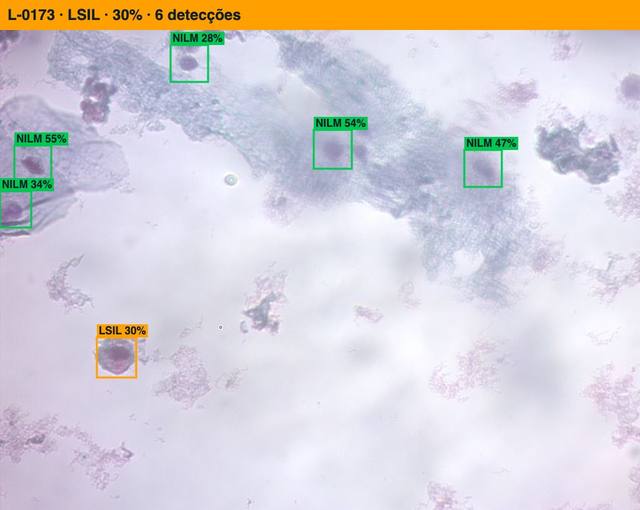 L-0173 · LSIL · 30% · 6 detecções
NILM 28%
NILM 54%
NILM 55%
NILM 47%
NILM 34%
LSIL 30%